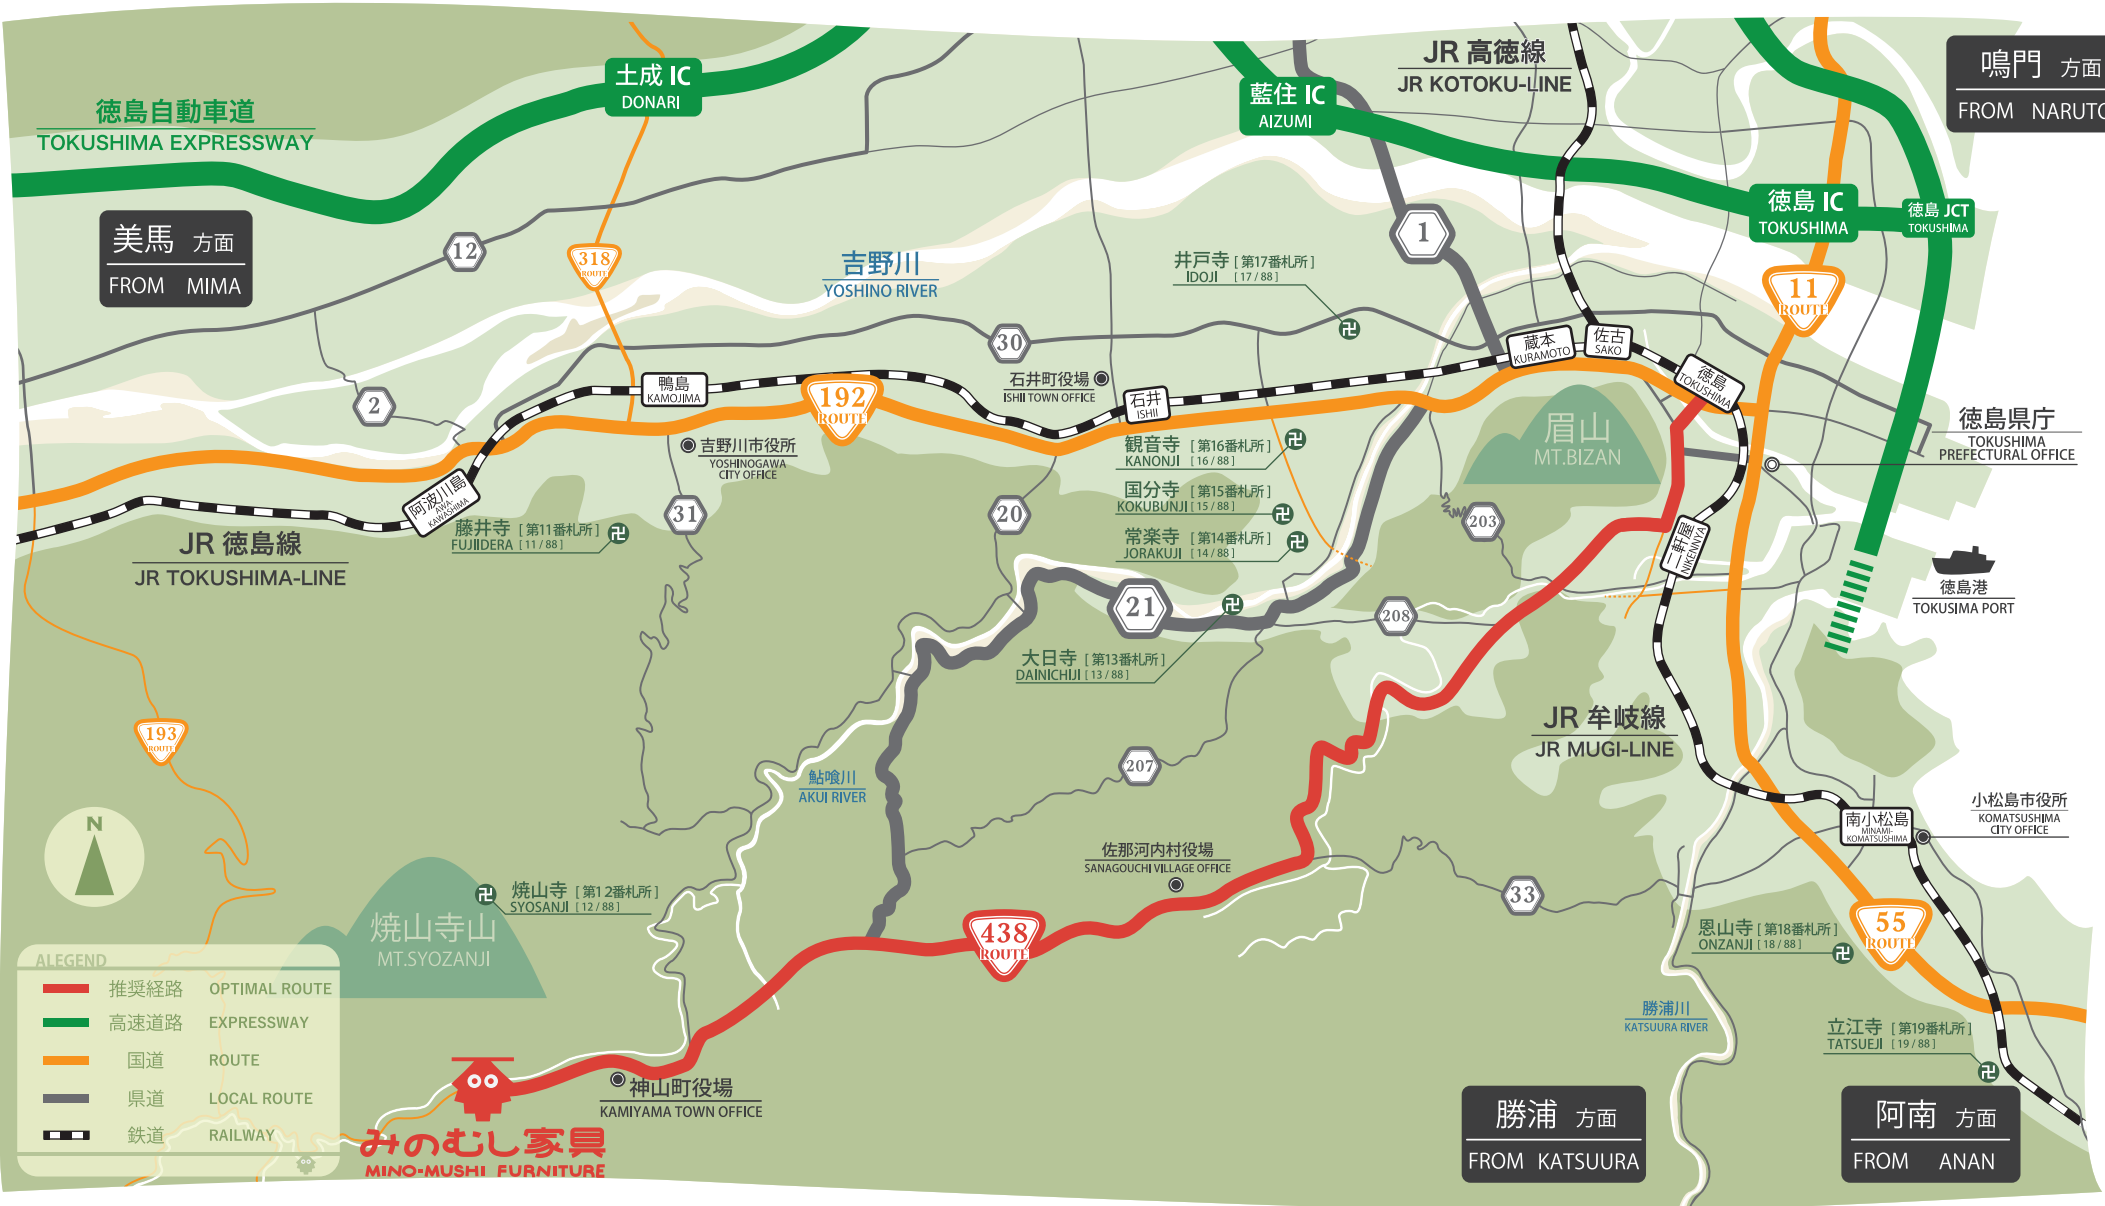 土成 IC
DONARI
JR 高徳線
JR KOTOKU-LINE
鳴門 方面
FROM NARUTO
徳島自動車道
TOKUSHIMA EXPRESSWAY
藍住 IC
AIZUMI
徳島 IC
TOKUSHIMA
徳島 JCT
TOKUSHIMA
美馬 方面
FROM MIMA
12
318
ROUTE
吉野川
YOSHINO RIVER
井戸寺 [ 第17番札所 ]
IDOJI [ 17 / 88 ]
1
11
ROUTE
30
蔵本
KURAMOTO
佐古
SAKO
徳島
TOKUSHIMA
2
鴨島
KAMOJIMA
192
ROUTE
石井町役場
ISHII TOWN OFFICE
石井
ISHII
眉山
MT.BIZAN
徳島県庁
TOKUSHIMA
PREFECTURAL OFFICE
吉野川市役所
YOSHINOGAWA
CITY OFFICE
観音寺 [ 第16番札所 ]
KANONJI [ 16 / 88 ]
国分寺 [ 第15番札所 ]
KOKUBUNJI [ 15 / 88 ]
常楽寺 [ 第14番札所 ]
JORAKUJI [ 14 / 88 ]
阿波川島
AWA-
KAWASHIMA
藤井寺 [ 第11番札所 ]
FUJIIDERA [ 11 / 88 ]
31
20
203
二軒屋
NIKENNYA
JR 徳島線
JR TOKUSHIMA-LINE
徳島港
TOKUSIMA PORT
21
208
大日寺 [ 第13番札所 ]
DAINICHIJI [ 13 / 88 ]
193
ROUTE
JR 牟岐線
JR MUGI-LINE
鮎喰川
AKUI RIVER
207
N
佐那河内村役場
SANAGOUCHI VILLAGE OFFICE
南小松島
MINAMI-
KOMATSUSHIMA
小松島市役所
KOMATSUSHIMA
CITY OFFICE
焼山寺 [ 第12番札所 ]
SYOSANJI [ 12 / 88 ]
焼山寺山
MT.SYOZANJI
33
438
ROUTE
恩山寺 [ 第18番札所 ]
ONZANJI [ 18 / 88 ]
55
ROUTE
ALEGEND
推奨経路 OPTIMAL ROUTE
高速道路 EXPRESSWAY
国道 ROUTE
県道 LOCAL ROUTE
鉄道 RAILWAY
勝浦川
KATSUURA RIVER
立江寺 [ 第19番札所 ]
TATSUEJI [ 19 / 88 ]
神山町役場
KAMIYAMA TOWN OFFICE
みのむし家具
MINO-MUSHI FURNITURE
勝浦 方面
FROM KATSUURA
阿南 方面
FROM ANAN